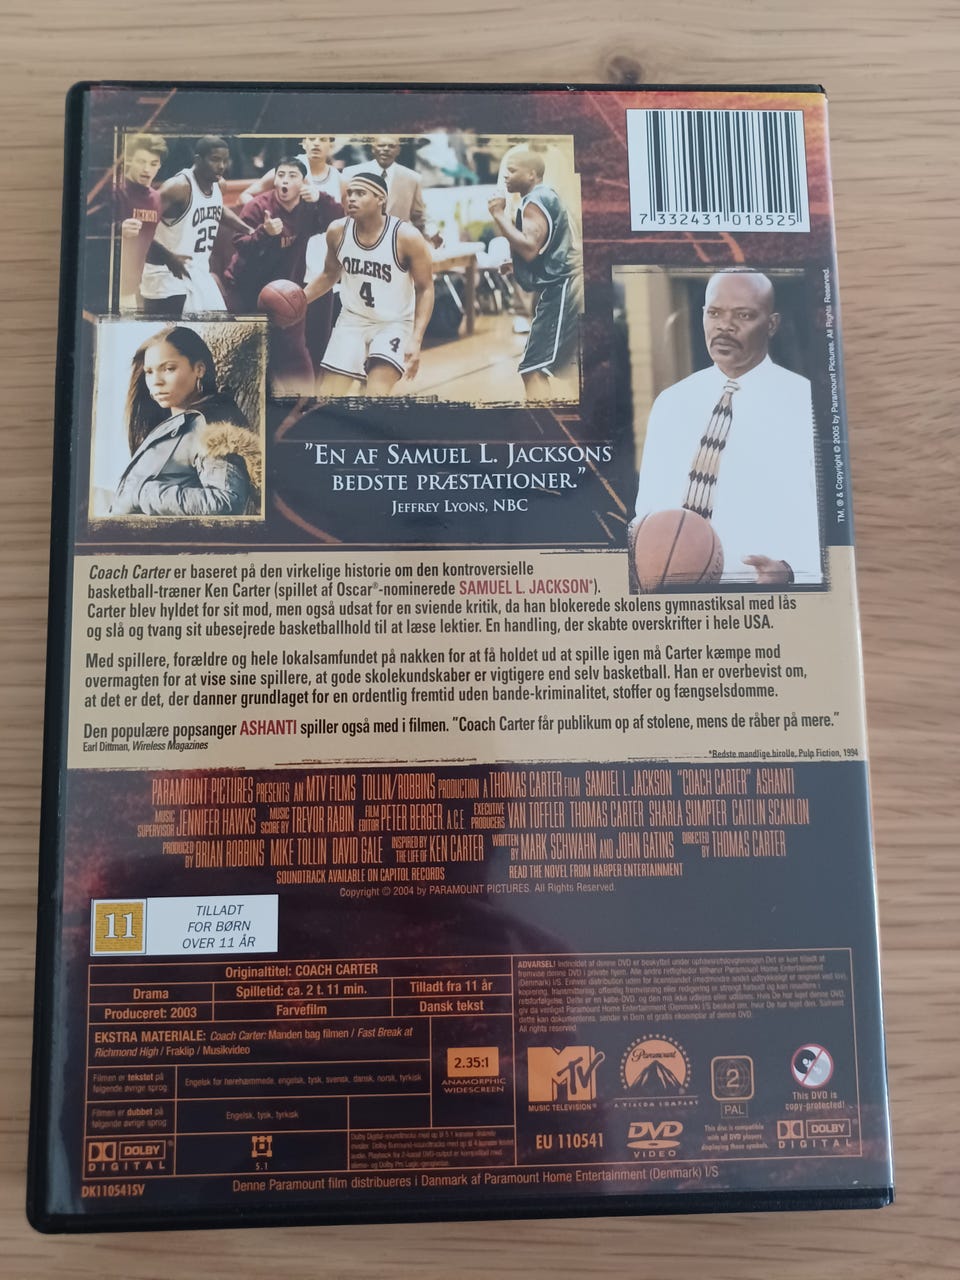 RICHMOND
OILERS
25
RIC
OILERS
4
4
7 332431 018525
TM, ® & Copyright © 2005 by Paramount Pictures. All Rights Reserved.
"EN AF SAMUEL L. JACKSONS
BEDSTE PRÆSTATIONER."
JEFFREY LYONS, NBC
Coach Carter er baseret på den virkelige historie om den kontroversielle
basketball-træner Ken Carter (spillet af Oscar®-nominerede SAMUEL L. JACKSON*).
Carter blev hyldet for sit mod, men også udsat for en sviende kritik, da han blokerede skolens gymnastiksal med lås
og slå og tvang sit ubesejrede basketballhold til at læse lektier. En handling, der skabte overskrifter i hele USA.
Med spillere, forældre og hele lokalsamfundet på nakken for at få holdet ud at spille igen må Carter kæmpe mod
overmagten for at vise sine spillere, at gode skolekundskaber er vigtigere end selv basketball. Han er overbevist om,
at det er det, der danner grundlaget for en ordentlig fremtid uden bande-kriminalitet, stoffer og fængselsdomme.
Den populære popsanger ASHANTI spiller også med i filmen. "Coach Carter får publikum op af stolene, mens de råber på mere."
Earl Dittman, Wireless Magazines
*Bedste mandlige birolle, Pulp Fiction, 1994
PARAMOUNT PICTURES PRESENTS AN MTV FILMS TOLLIN/ROBBINS PRODUCTION A THOMAS CARTER FILM SAMUEL L. JACKSON "COACH CARTER" ASHANTI
MUSIC SUPERVISOR JENNIFER HAWKS MUSIC SCORE BY TREVOR RABIN FILM EDITOR PETER BERGER, A.C.E. EXECUTIVE PRODUCERS VAN TOFFLER THOMAS CARTER SHARLA SUMPTER CAITLIN SCANLON
PRODUCED BY BRIAN ROBBINS MIKE TOLLIN DAVID GALE INSPIRED BY THE LIFE OF KEN CARTER WRITTEN BY MARK SCHWAHN AND JOHN GATINS DIRECTED BY THOMAS CARTER
SOUNDTRACK AVAILABLE ON CAPITOL RECORDS READ THE NOVEL FROM HARPER ENTERTAINMENT
Copyright © 2004 by PARAMOUNT PICTURES. All Rights Reserved.
11
TILLADT
FOR BØRN
OVER 11 ÅR
Originaltitel: COACH CARTER
Drama Spilletid: ca. 2 t. 11 min. Tilladt fra 11 år
Produceret: 2003 Farvefilm Dansk tekst
EKSTRA MATERIALE: Coach Carter: Manden bag filmen / Fast Break at
Richmond High / Fraklip / Musikvideo
2.35:1
ANAMORPHIC
WIDESCREEN
Filmen er tekstet på
følgende øvrige sprog
Engelsk for hørehæmmede, engelsk, tysk, svensk, dansk, norsk, tyrkisk
Filmen er dubbet på
følgende øvrige sprog
Engelsk, tysk, tyrkisk
DOLBY
DIGITAL
5.1
ADVARSEL!
All rights reserved.
MTV
MUSIC TELEVISION®
Paramount
A VIACOM COMPANY
2
PAL
This DVD is
copy-protected!
EU 110541
DVD
VIDEO
This disc is compatible
with all DVD players
displaying these symbols.
DOLBY
DIGITAL
DK110541SV
Denne Paramount film distribueres i Danmark af Paramount Home Entertainment (Denmark) I/S